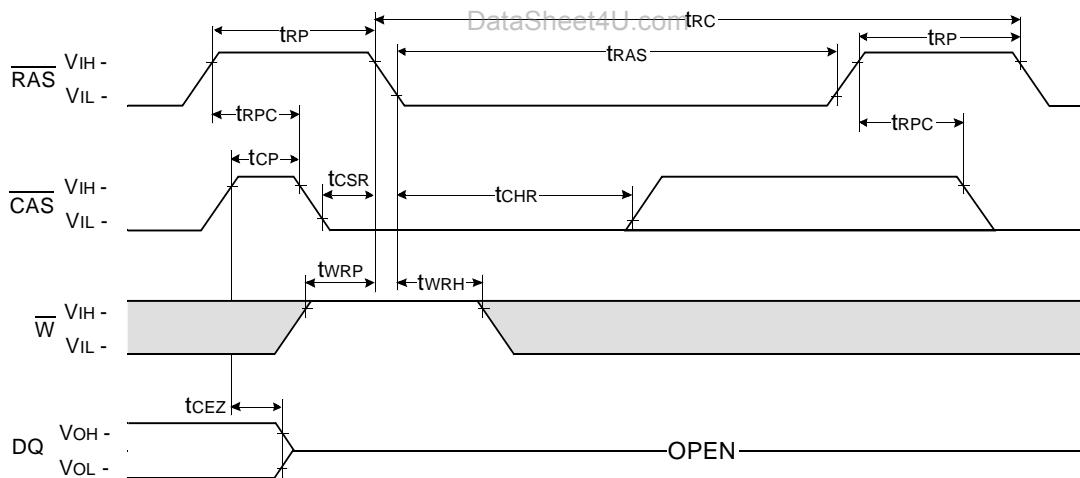 DataSheet4U.com
tRC
tRP
tRP
tRAS
RAS
VIH -
VIL -
tRPC
tRPC
tCP
tCSR
tCHR
CAS
VIH -
VIL -
tWRP
tWRH
W
VIH -
VIL -
tCEZ
DQ
VOH -
VOL -
OPEN